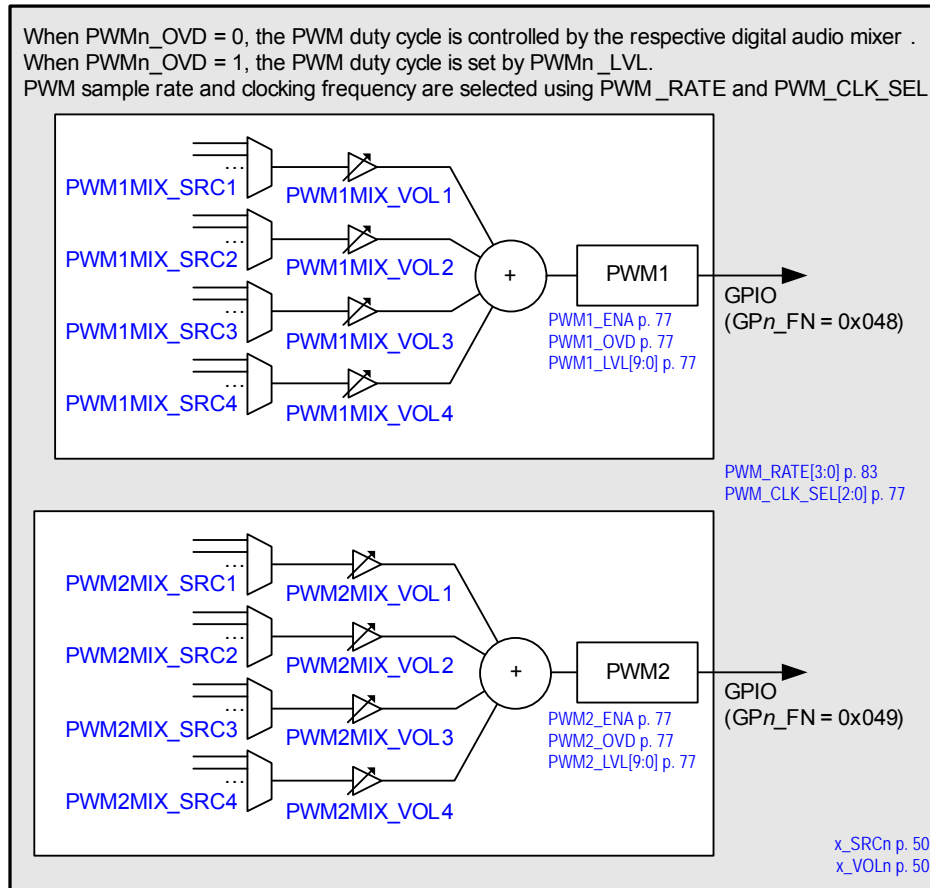 When PWMn_OVD = 0, the PWM duty cycle is controlled by the respective digital audio mixer .
When PWMn_OVD = 1, the PWM duty cycle is set by PWMn _LVL.
PWM sample rate and clocking frequency are selected using PWM _RATE and PWM_CLK_SEL
...
PWM1MIX_SRC1
PWM1MIX_VOL1
...
PWM1MIX_SRC2
PWM1MIX_VOL2
...
PWM1MIX_SRC3
PWM1MIX_VOL3
...
PWM1MIX_SRC4
PWM1MIX_VOL4
+
PWM1
PWM1_ENA p. 77
PWM1_OVD p. 77
PWM1_LVL[9:0] p. 77
GPIO
(GPn_FN = 0x048)
PWM_RATE[3:0] p. 83
PWM_CLK_SEL[2:0] p. 77
...
PWM2MIX_SRC1
PWM2MIX_VOL1
...
PWM2MIX_SRC2
PWM2MIX_VOL2
...
PWM2MIX_SRC3
PWM2MIX_VOL3
...
PWM2MIX_SRC4
PWM2MIX_VOL4
+
PWM2
PWM2_ENA p. 77
PWM2_OVD p. 77
PWM2_LVL[9:0] p. 77
GPIO
(GPn_FN = 0x049)
x_SRCn p. 50
x_VOLn p. 50